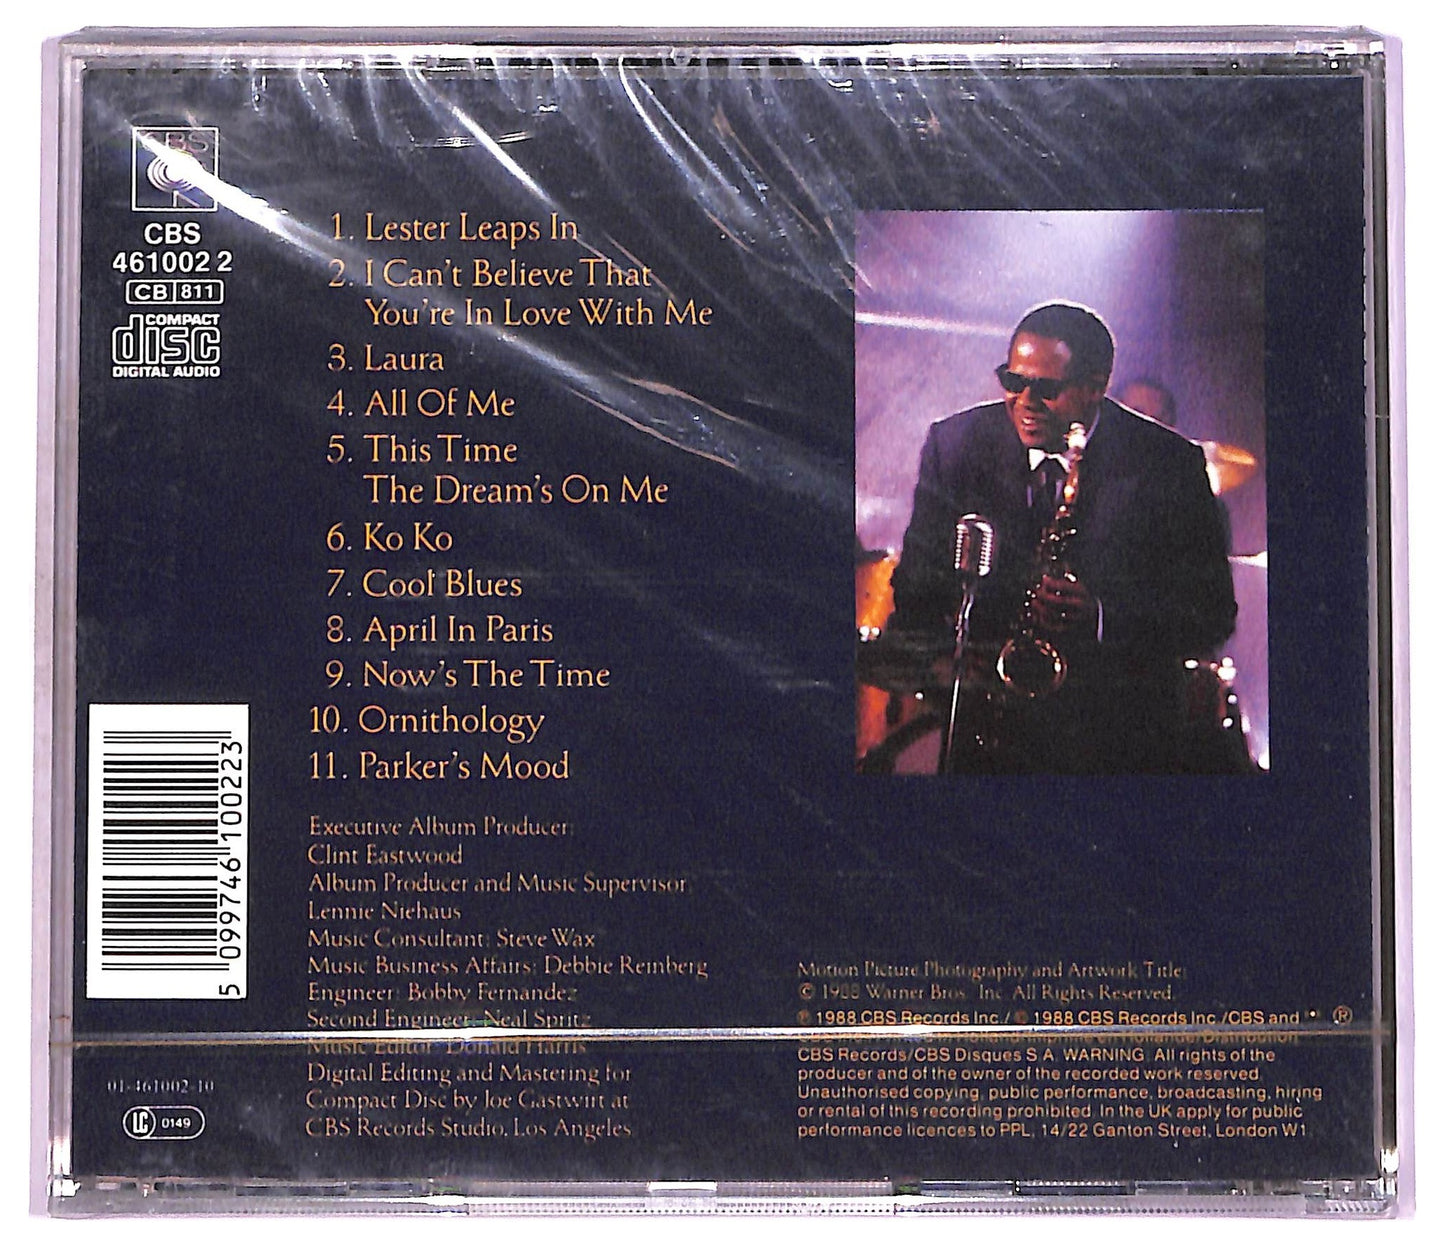 CBS
CBS
461002 2
CB 811
COMPACT
disc
DIGITAL AUDIO
1. Lester Leaps In
2. I Can't Believe That
You're In Love With Me
3. Laura
4. All Of Me
5. This Time
The Dream's On Me
6. Ko Ko
7. Cool Blues
8. April In Paris
9. Now's The Time
10. Ornithology
11. Parker's Mood
5 099746 100223
Executive Album Producer:
Clint Eastwood
Album Producer and Music Supervisor:
Lennie Niehaus
Music Consultant: Steve Wax
Music Business Affairs: Debbie Reinberg
Engineer: Bobby Fernandez
Second Engineer: Neal Spritz
Music Editor: Donald Harris
Digital Editing and Mastering for
Compact Disc by Joe Gastwirt at
CBS Records Studio, Los Angeles
01-461002-10
LC 0149
Motion Picture Photography and Artwork Title:
© 1988 Warner Bros. Inc. All Rights Reserved.
℗ 1988 CBS Records Inc./ © 1988 CBS Records Inc./CBS and ®
Distribution
CBS Records/CBS Disques S.A. WARNING: All rights of the
producer and of the owner of the recorded work reserved.
Unauthorised copying, public performance, broadcasting, hiring
or rental of this recording prohibited. In the UK apply for public
performance licences to PPL, 14/22 Ganton Street, London W1.